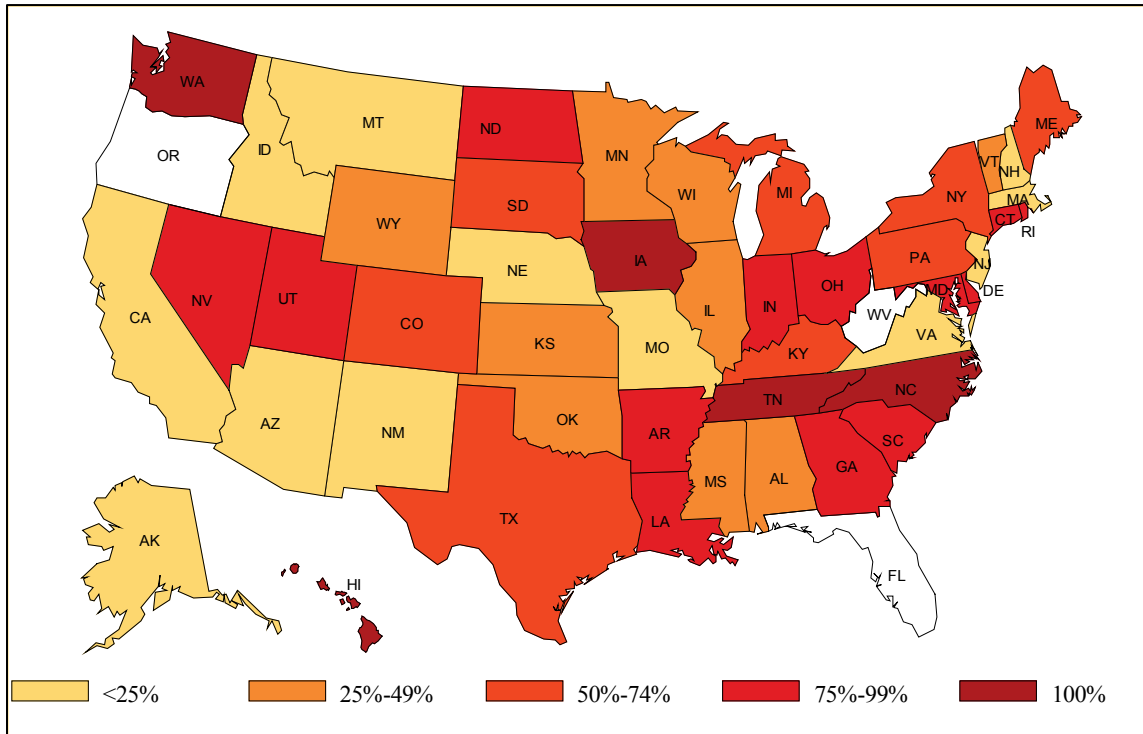 WA
MT
ND
ME
OR
ID
MN
VT
NH
WI
MI
NY
MA
SD
WY
CT
RI
IA
PA
NE
NJ
NV
UT
OH
MD
DE
IN
IL
WV
CA
CO
VA
KS
MO
KY
TN
NC
AZ
OK
NM
AR
SC
GA
MS
AL
TX
LA
AK
FL
HI
<25%
25%-49%
50%-74%
75%-99%
100%